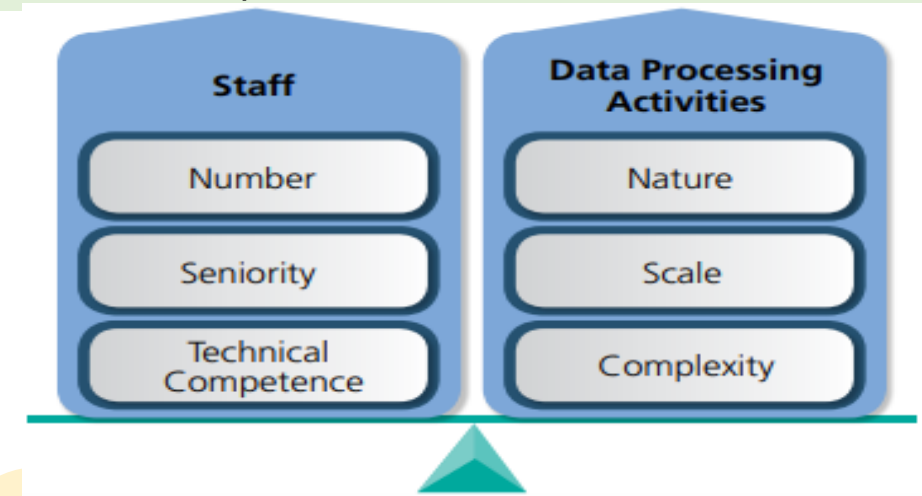 Staff
Number
Seniority
Technical
Competence
Data Processing
Activities
Nature
Scale
Complexity